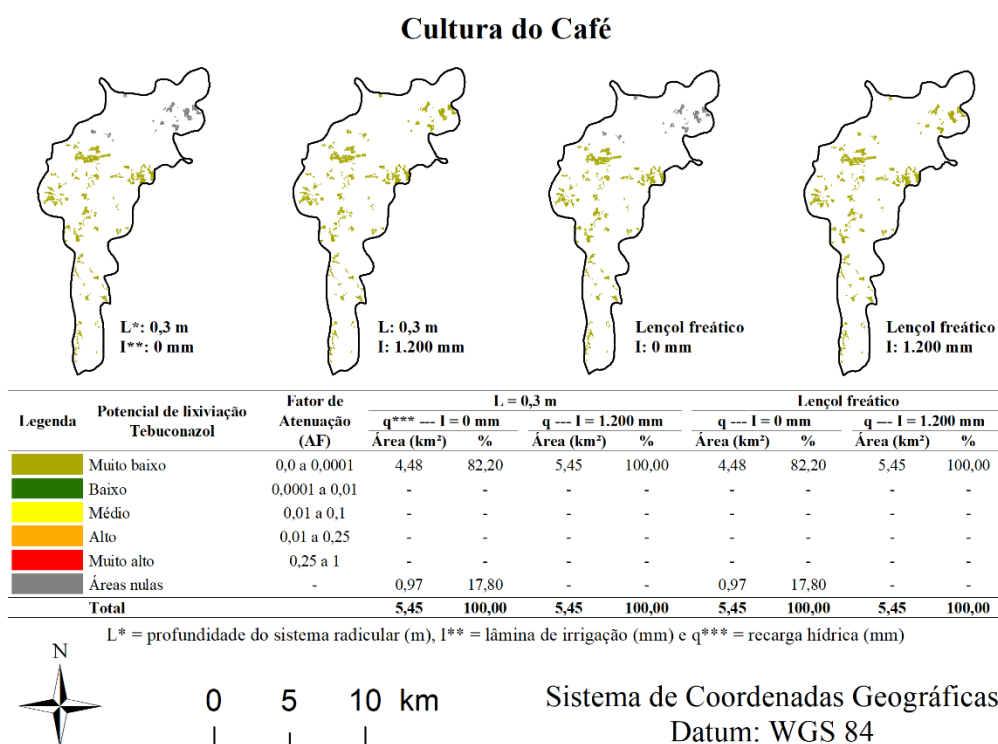 Cultura do Café
L*: 0,3 m
I**: 0 mm
L: 0,3 m
I: 1.200 mm
Lençol freático
I: 0 mm
Lençol freático
I: 1.200 mm
Legenda Potencial de lixiviação Tebuconazol Fator de Atenuação (AF) L = 0,3 m Lençol freático
q*** --- I = 0 mm q --- I = 1.200 mm q --- I = 0 mm q --- I = 1.200 mm
Área (km²) % Área (km²) % Área (km²) % Área (km²) %
Muito baixo 0,0 a 0,0001 4,48 82,20 5,45 100,00 4,48 82,20 5,45 100,00
Baixo 0,0001 a 0,01 - - - - - - - -
Médio 0,01 a 0,1 - - - - - - - -
Alto 0,01 a 0,25 - - - - - - - -
Muito alto 0,25 a 1 - - - - - - - -
Áreas nulas - 0,97 17,80 - - 0,97 17,80 - -
Total 5,45 100,00 5,45 100,00 5,45 100,00 5,45 100,00
L* = profundidade do sistema radicular (m), I** = lâmina de irrigação (mm) e q*** = recarga hídrica (mm)
N
0 5 10 km
Sistema de Coordenadas Geográficas
Datum: WGS 84